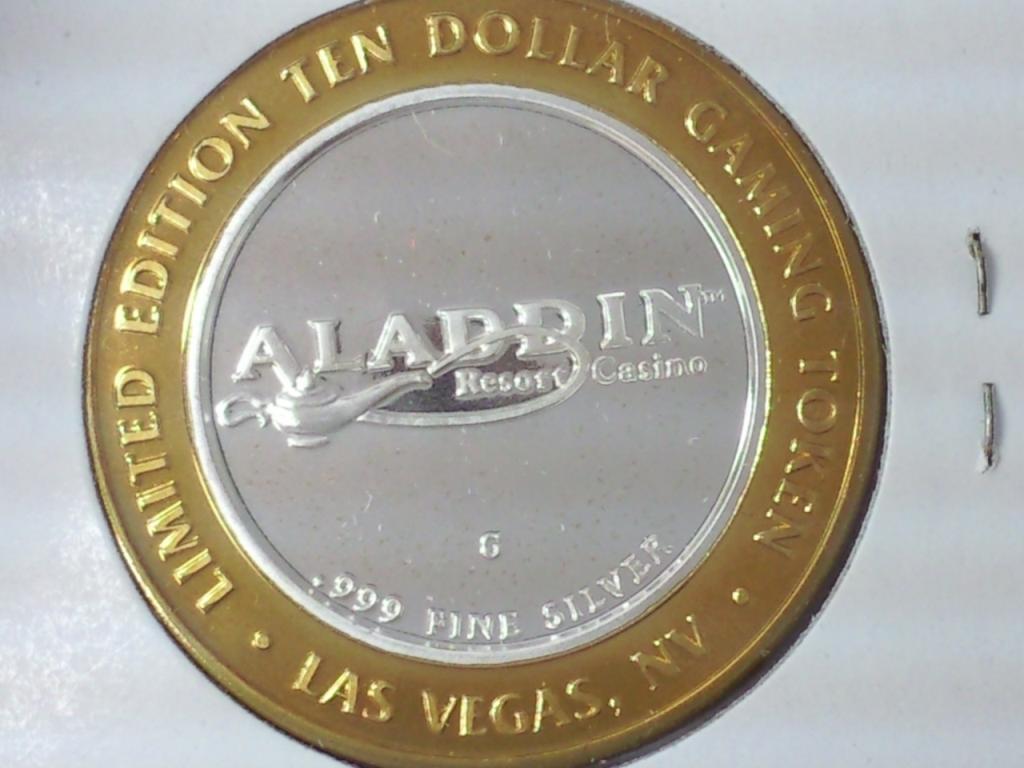 LIMITED EDITION TEN DOLLAR GAMING TOKEN
ALADDIN™
Resort Casino
G
.999 FINE SILVER
• LAS VEGAS, NV •